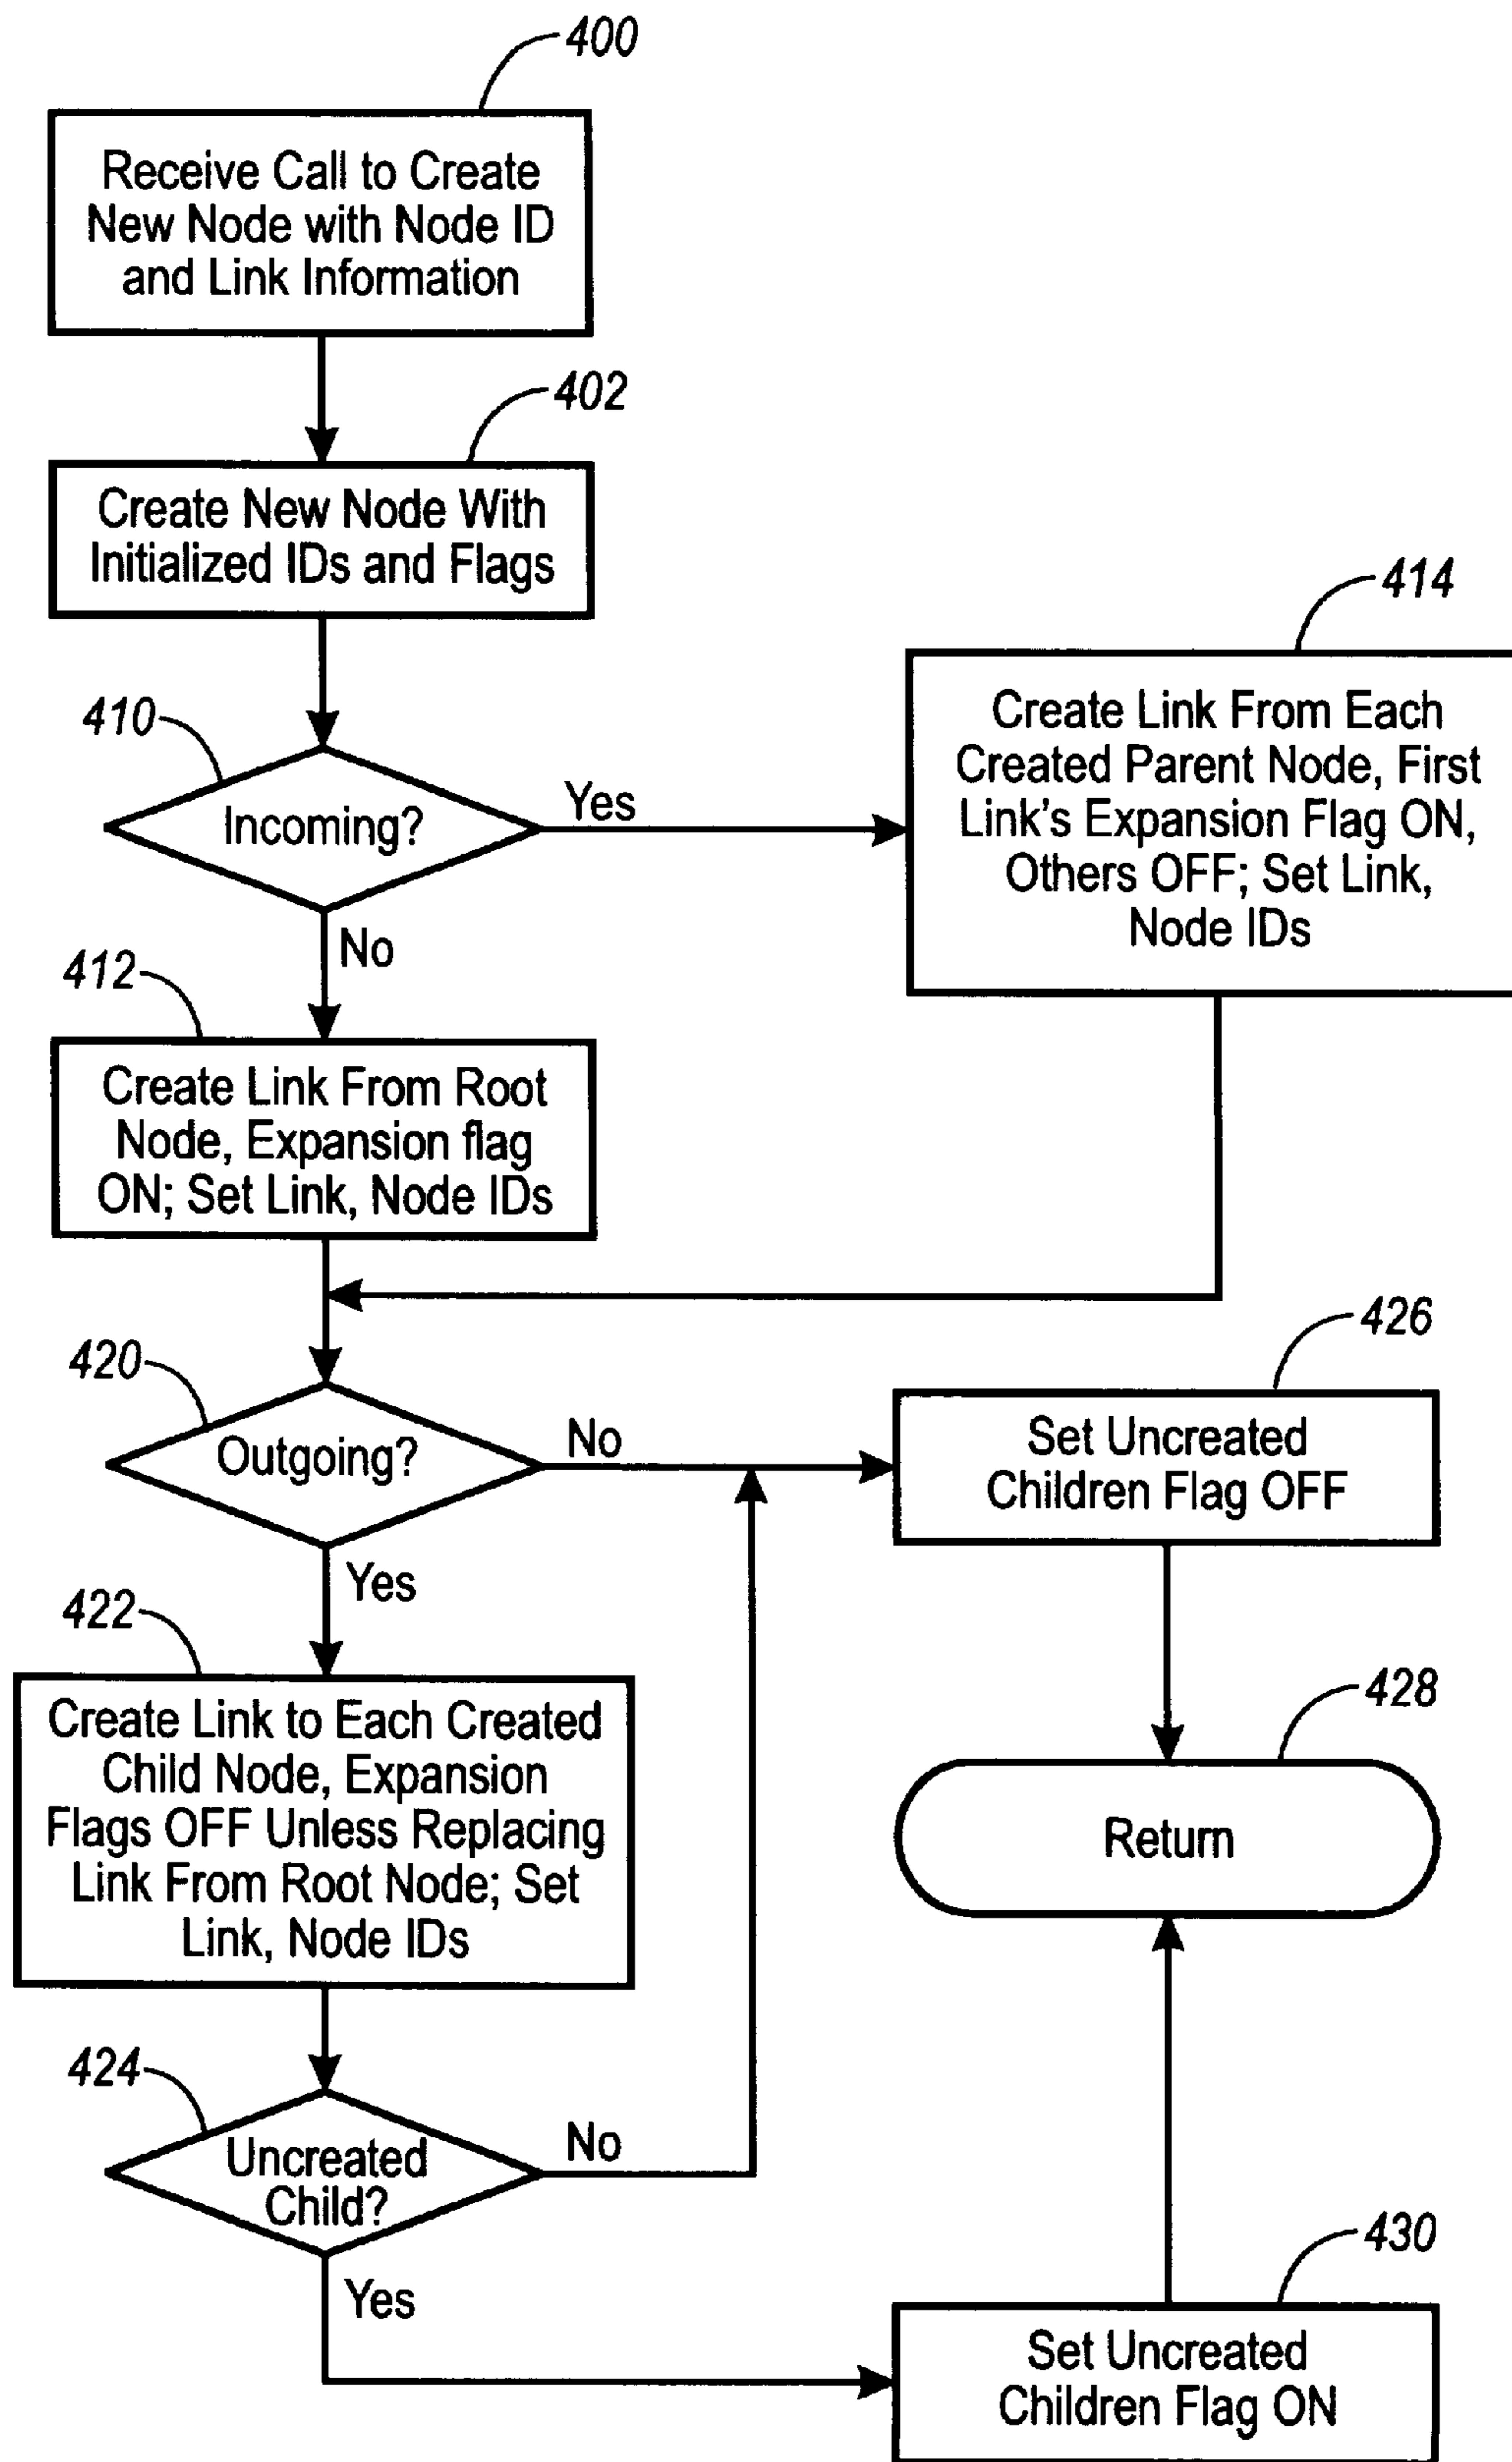 400
Receive Call to Create
New Node with Node ID
and Link Information
402
Create New Node With
Initialized IDs and Flags
410
Incoming?
Yes
No
414
Create Link From Each
Created Parent Node, First
Link's Expansion Flag ON,
Others OFF; Set Link,
Node IDs
412
Create Link From Root
Node, Expansion flag
ON; Set Link, Node IDs
420
Outgoing?
No
Yes
426
Set Uncreated
Children Flag OFF
422
Create Link to Each Created
Child Node, Expansion
Flags OFF Unless Replacing
Link From Root Node; Set
Link, Node IDs
428
Return
424
Uncreated
Child?
No
Yes
430
Set Uncreated
Children Flag ON